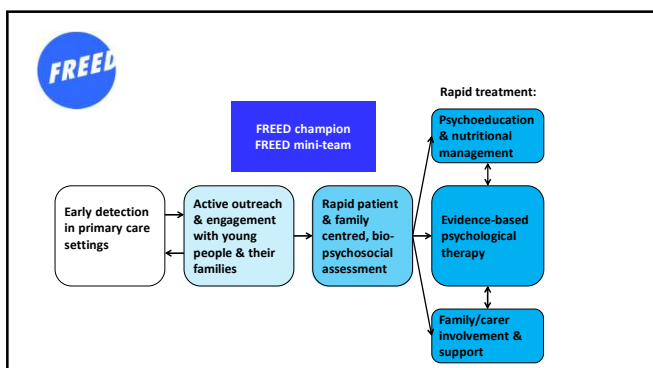 FREED
Rapid treatment:
FREED champion
FREED mini-team
Psychoeducation
& nutritional
management
Early detection
in primary care
settings
Active outreach
& engagement
with young
people & their
families
Rapid patient
& family
centred, bio-
psychosocial
assessment
Evidence-based
psychological
therapy
Family/carer
involvement &
support